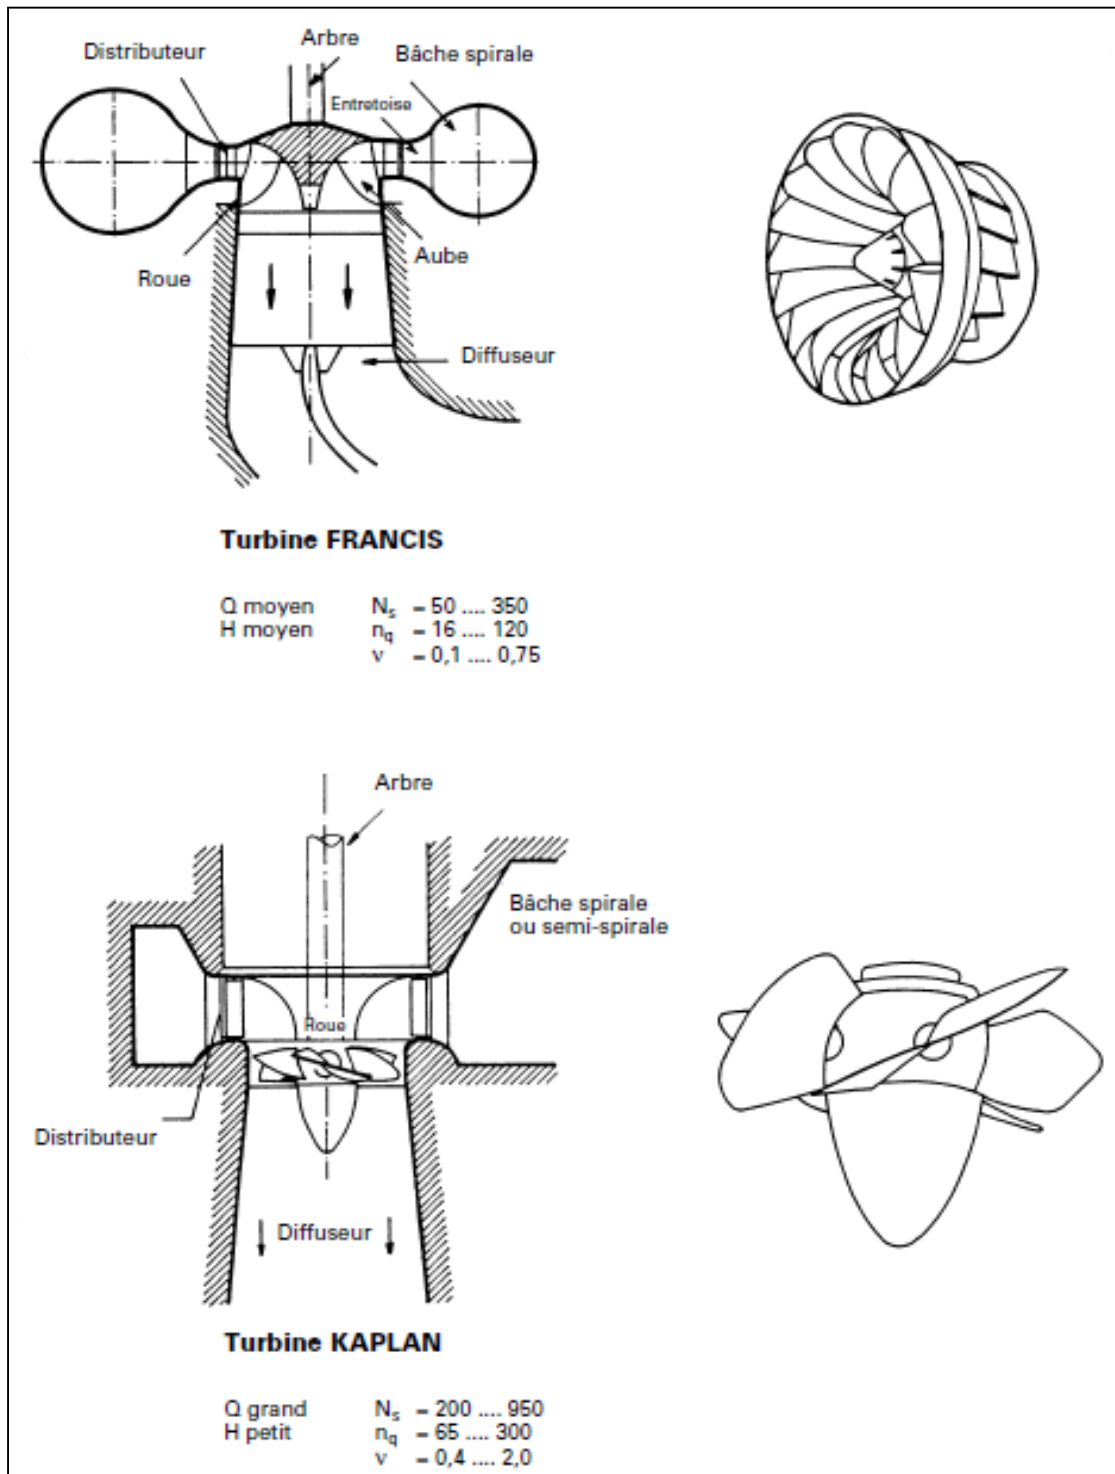 Arbre
Distributeur
Bâche spirale
Entretoise
Aube
Roue
Diffuseur
Turbine FRANCIS
Q moyen N_s = 50 .... 350
H moyen n_q = 16 .... 120
ν = 0,1 .... 0,75
Arbre
Bâche spirale
ou semi-spirale
Roue
Distributeur
Diffuseur
Turbine KAPLAN
Q grand N_s = 200 .... 950
H petit n_q = 65 .... 300
ν = 0,4 .... 2,0